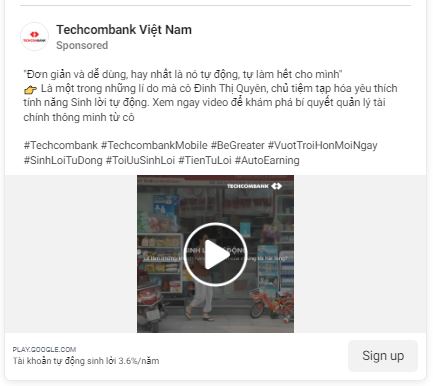 Techcombank Việt Nam
Sponsored
"Đơn giản và dễ dùng, hay nhất là nó tự động, tự làm hết cho mình"
👉 Là một trong những lí do mà cô Đinh Thị Quyên, chủ tiệm tạp hóa yêu thích
tính năng Sinh lời tự động. Xem ngay video để khám phá bí quyết quản lý tài
chính thông minh từ cô
#Techcombank #TechcombankMobile #BeGreater #VuotTroiHonMoiNgay
#SinhLoiTuDong #ToiUuSinhLoi #TienTuLoi #AutoEarning
TECHCOMBANK
PLAY.GOOGLE.COM
Tài khoản tự động sinh lời 3.6%/năm
Sign up